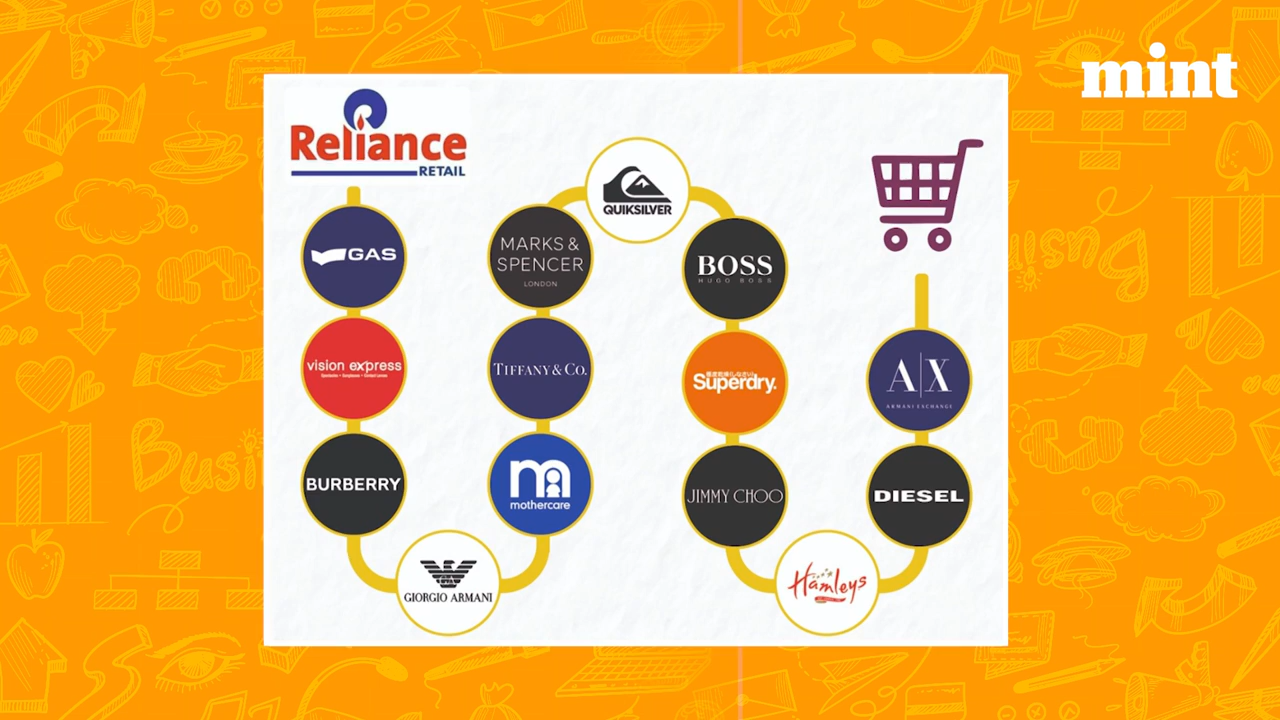 mint
Reliance
RETAIL
GAS
vision express
BURBERRY
GIORGIO ARMANI
mothercare
TIFFANY & CO.
MARKS &
SPENCER
LONDON
QUIKSILVER
BOSS
HUGO BOSS
Superdry.
JIMMY CHOO
Hamleys
DIESEL
A|X
ARMANI EXCHANGE
Busi